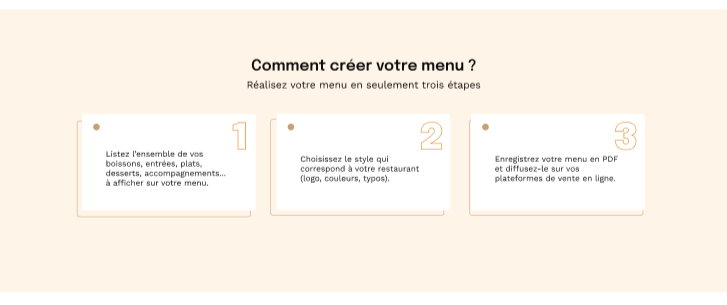 Comment créer votre menu ?
Réalisez votre menu en seulement trois étapes
1
Listez l'ensemble de vos
boissons, entrées, plats,
desserts, accompagnements...
à afficher sur votre menu.
2
Choisissez le style qui
correspond à votre restaurant
(logo, couleurs, typos).
3
Enregistrez votre menu en PDF
et diffusez-le sur vos
plateformes de vente en ligne.